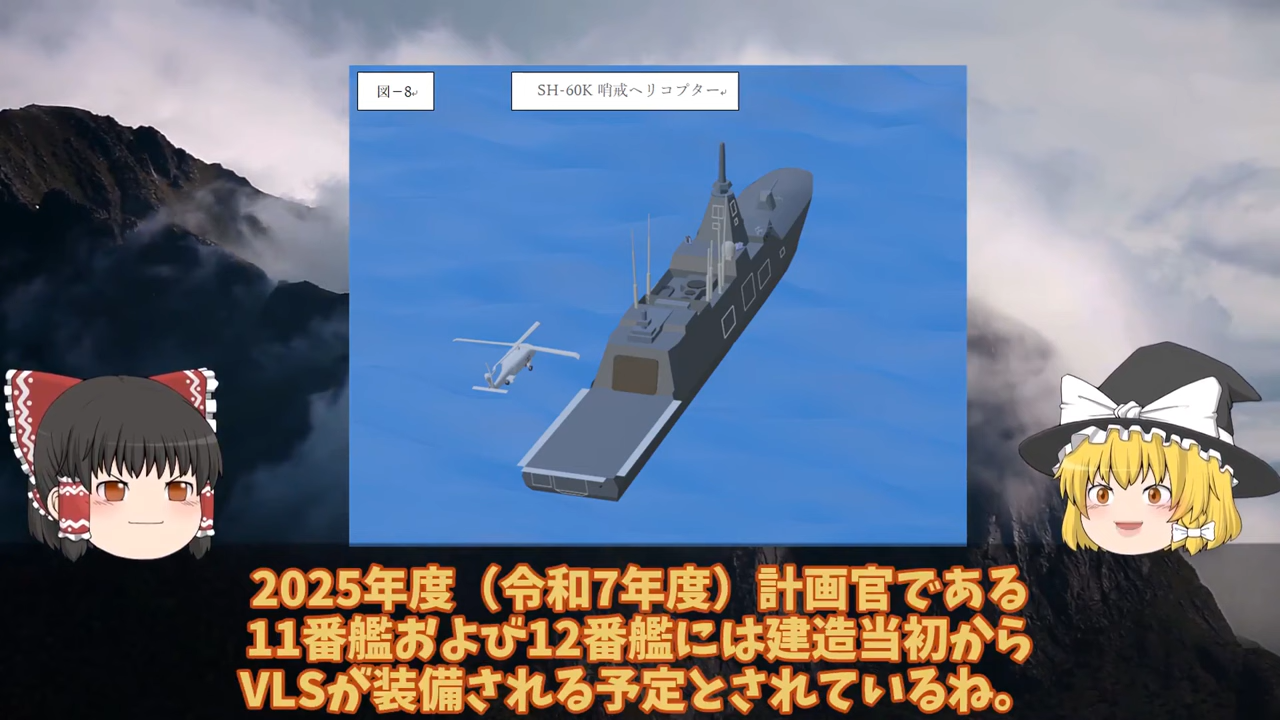 図－8
SH-60K 哨戒ヘリコプター
2025年度（令和7年度）計画官である
11番艦および12番艦には建造当初から
VLSが装備される予定とされているね。